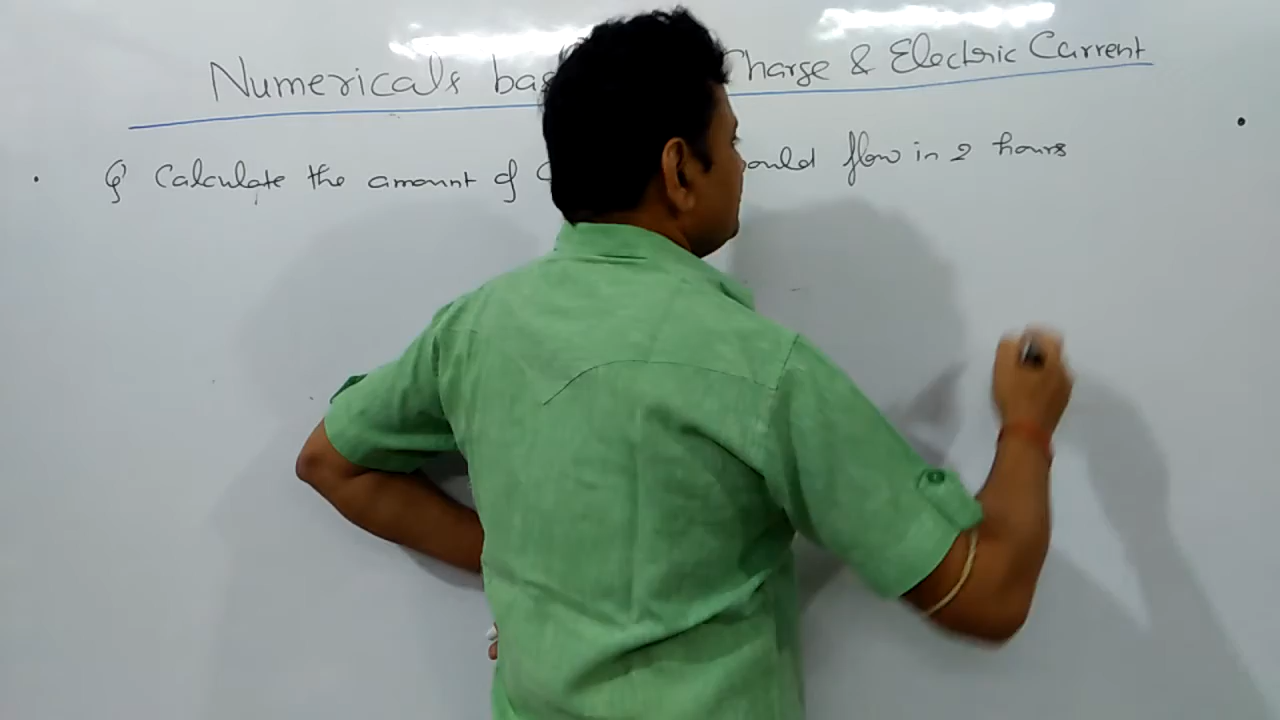 Numericals bas Charge & Electric Current
Q Calculate the amount of ould flow in 2 hours